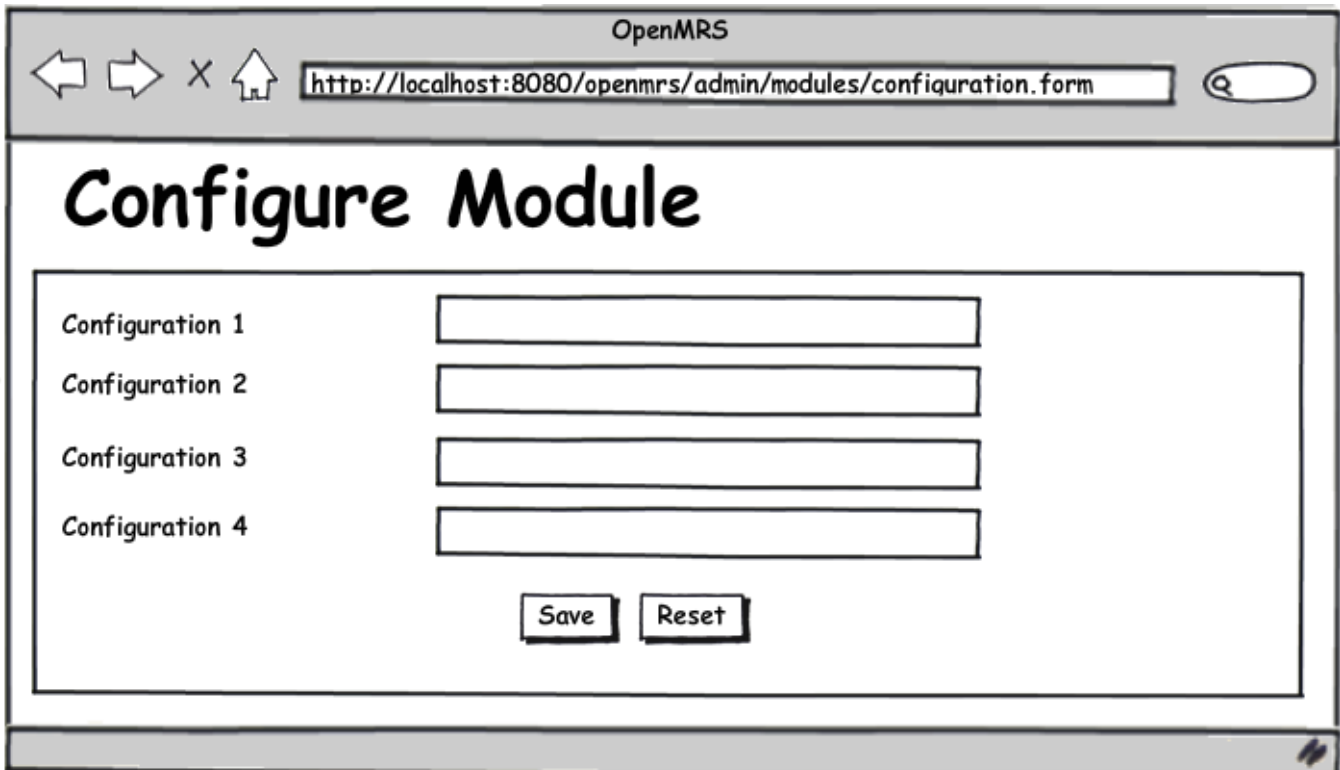 OpenMRS
http://localhost:8080/openmrs/admin/modules/configuration.form
Configure Module
Configuration 1
Configuration 2
Configuration 3
Configuration 4
Save Reset